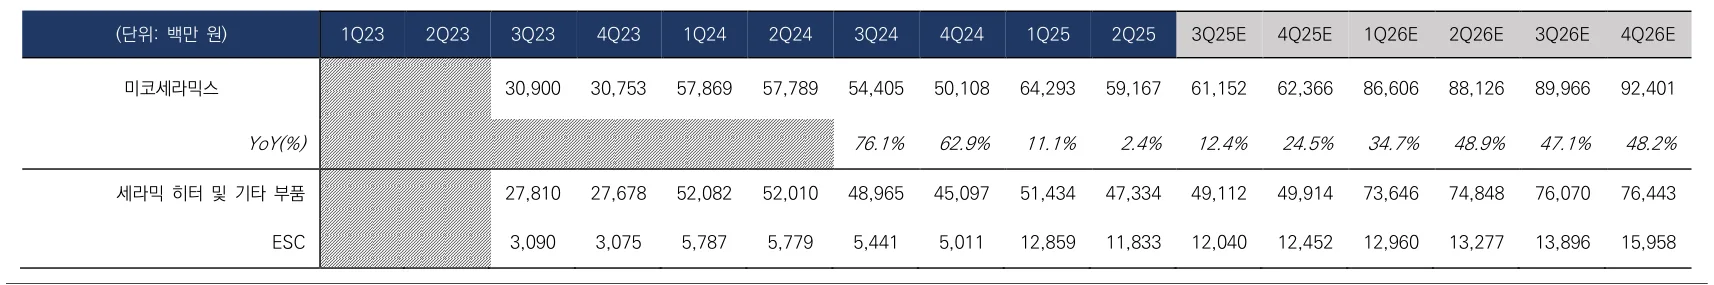 (단위: 백만 원) 1Q23 2Q23 3Q23 4Q23 1Q24 2Q24 3Q24 4Q24 1Q25 2Q25 3Q25E 4Q25E 1Q26E 2Q26E 3Q26E 4Q26E
미코세라믹스 30,900 30,753 57,869 57,789 54,405 50,108 64,293 59,167 61,152 62,366 86,606 88,126 89,966 92,401
YoY(%) 76.1% 62.9% 11.1% 2.4% 12.4% 24.5% 34.7% 48.9% 47.1% 48.2%
세라믹 히터 및 기타 부품 27,810 27,678 52,082 52,010 48,965 45,097 51,434 47,334 49,112 49,914 73,646 74,848 76,070 76,443
ESC 3,090 3,075 5,787 5,779 5,441 5,011 12,859 11,833 12,040 12,452 12,960 13,277 13,896 15,958